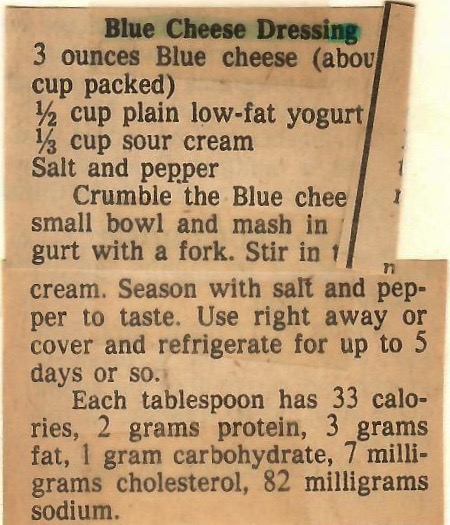 Blue Cheese Dressing
3 ounces Blue cheese (abou
cup packed)
½ cup plain low-fat yogurt
⅓ cup sour cream
Salt and pepper
Crumble the Blue chee
small bowl and mash in
gurt with a fork. Stir in t
cream. Season with salt and pep-
per to taste. Use right away or
cover and refrigerate for up to 5
days or so.
Each tablespoon has 33 calo-
ries, 2 grams protein, 3 grams
fat, 1 gram carbohydrate, 7 milli-
grams cholesterol, 82 milligrams
sodium.